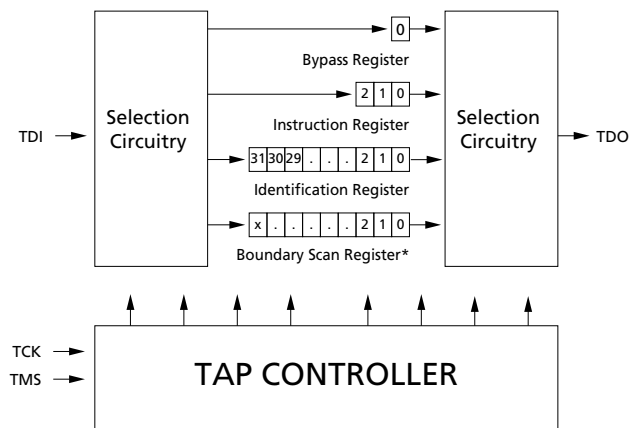 0
Bypass Register
2 1 0
Selection
Circuitry
Selection
Circuitry
TDI
TDO
Instruction Register
31 30 29 . . . 2 1 0
Identification Register
x . . . . . 2 1 0
Boundary Scan Register*
TCK
TMS
TAP CONTROLLER